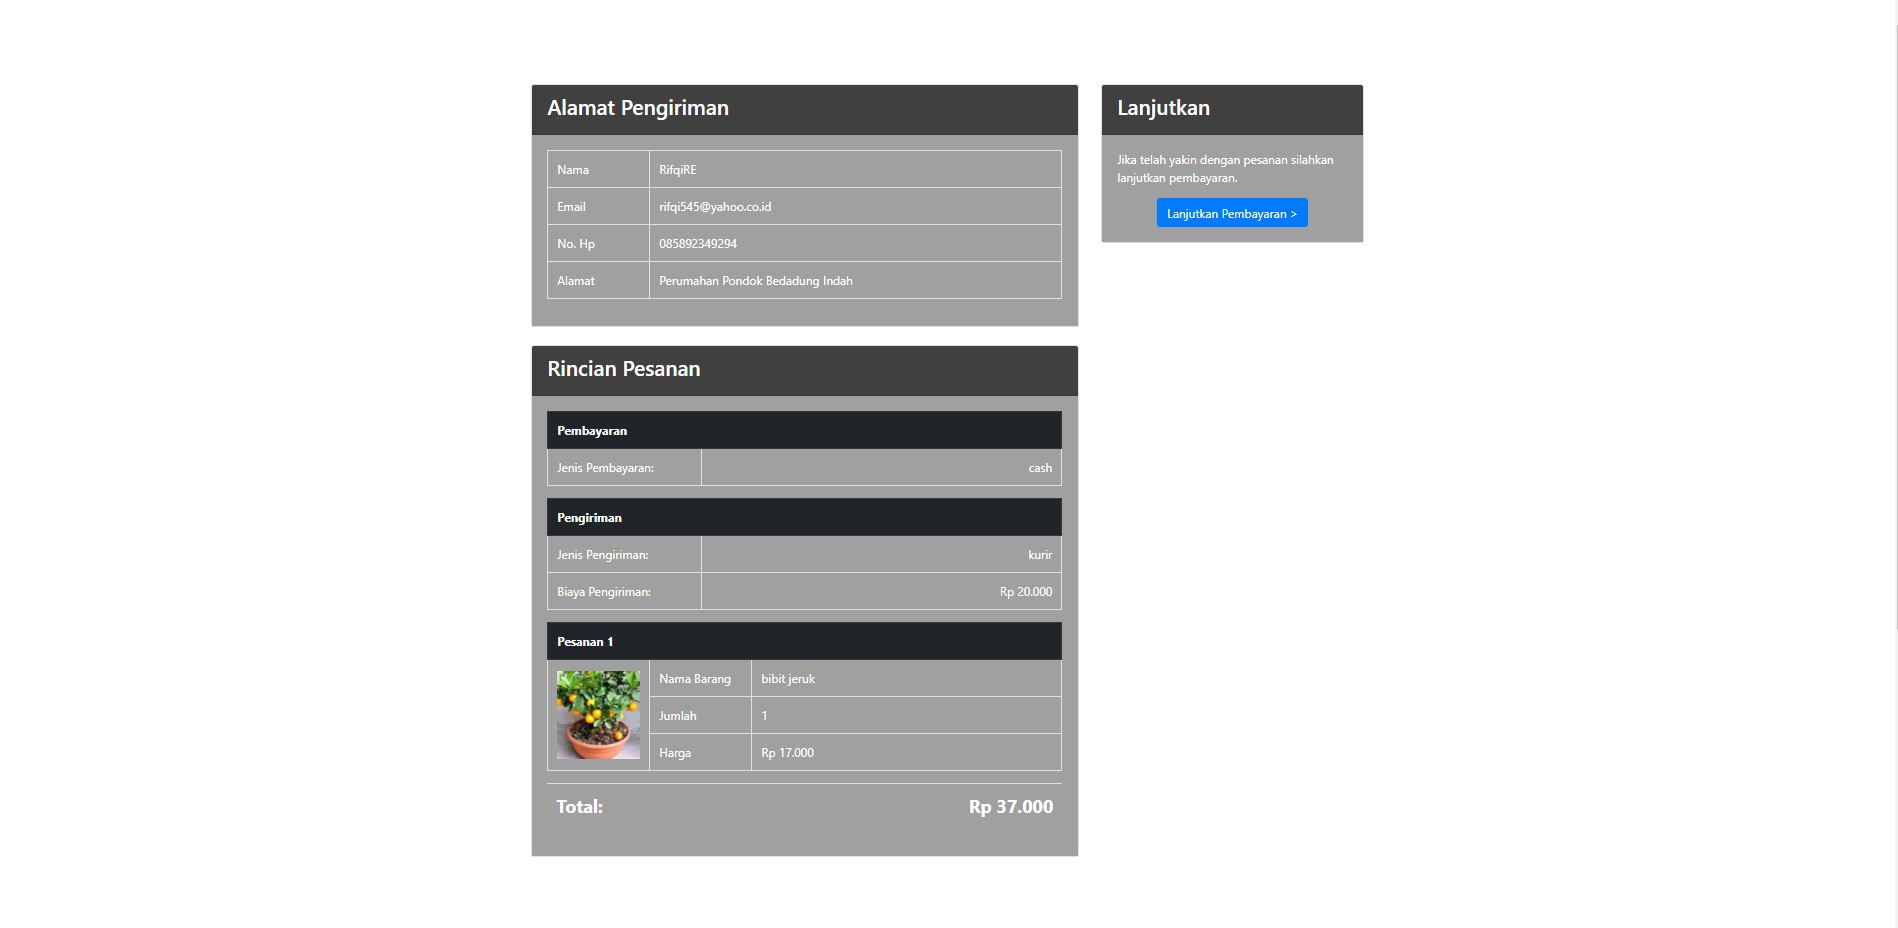 Alamat Pengiriman
Nama RifqiRE
Email rifqi545@yahoo.co.id
No. Hp 085892349294
Alamat Perumahan Pondok Bedadung Indah
Lanjutkan
Jika telah yakin dengan pesanan silahkan
lanjutkan pembayaran.
Lanjutkan Pembayaran >
Rincian Pesanan
Pembayaran
Jenis Pembayaran: cash
Pengiriman
Jenis Pengiriman: kurir
Biaya Pengiriman: Rp 20.000
Pesanan 1
Nama Barang bibit jeruk
Jumlah 1
Harga Rp 17.000
Total: Rp 37.000